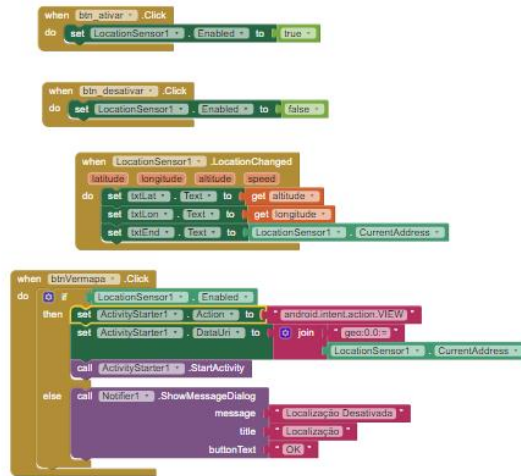 when btn_ativar .Click
do set LocationSensor1 . Enabled to true
when btn_desativar .Click
do set LocationSensor1 . Enabled to false
when LocationSensor1 .LocationChanged
latitude longitude altitude speed
do set txtLat . Text to get altitude
set txtLon . Text to get longitude
set txtEnd . Text to LocationSensor1 . CurrentAddress
when btnVermapa .Click
do if LocationSensor1 . Enabled
then set ActivityStarter1 . Action to " android.intent.action.VIEW "
set ActivityStarter1 . DataUri to join " geo:0.0:= "
LocationSensor1 . CurrentAddress
call ActivityStarter1 .StartActivity
else call Notifier1 .ShowMessageDialog
message " Localização Desativada "
title " Localização "
buttonText " OK "